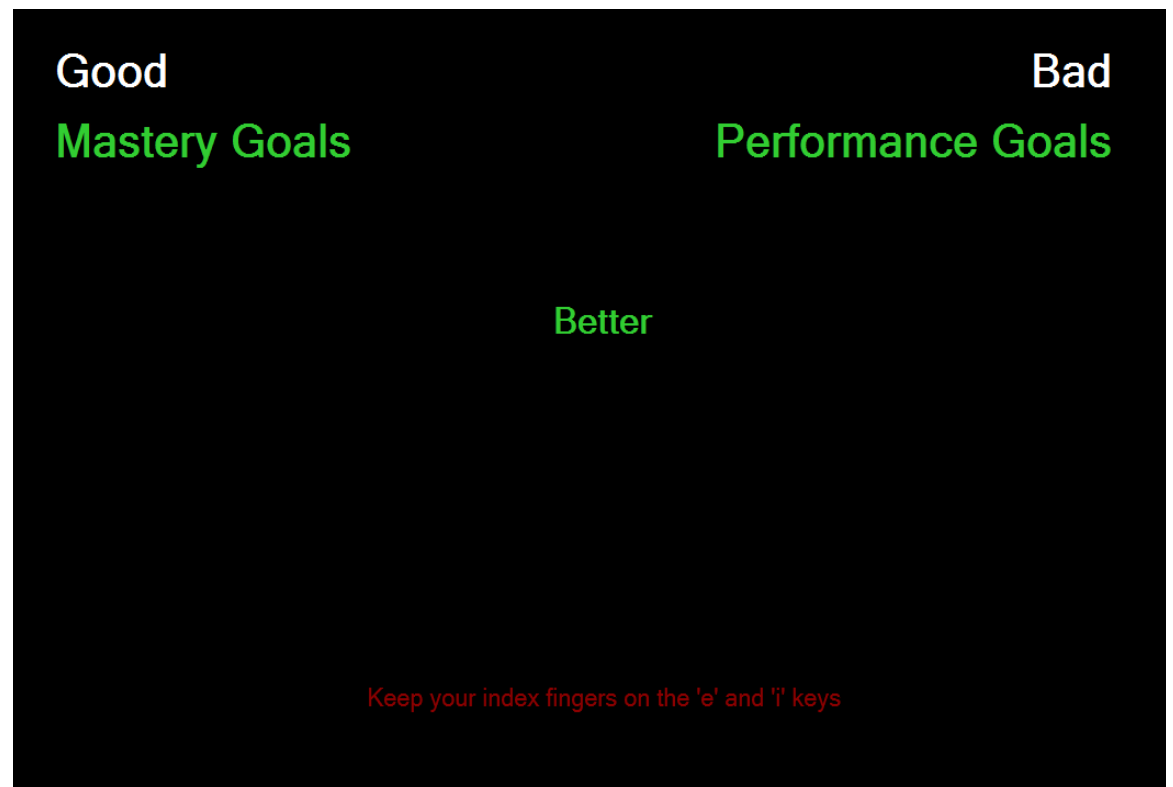 Good Bad
Mastery Goals Performance Goals
Better
Keep your index fingers on the 'e' and 'i' keys